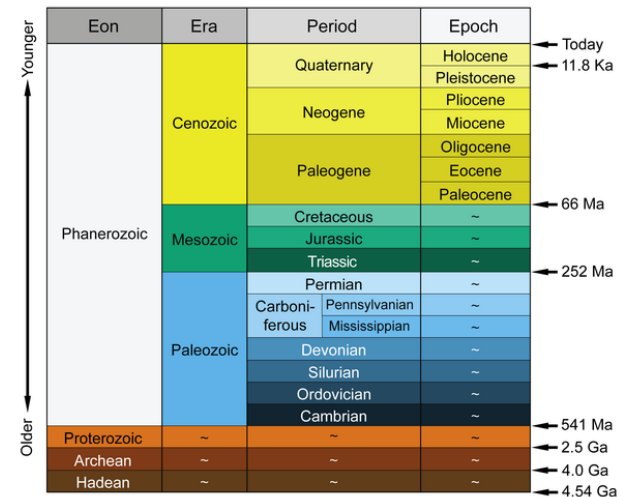 Eon Era Period Epoch
Younger
Today
Holocene
Quaternary
11.8 Ka
Pleistocene
Pliocene
Neogene
Miocene
Cenozoic
Oligocene
Paleogene Eocene
Paleocene
66 Ma
Cretaceous ~
Phanerozoic Mesozoic Jurassic ~
Triassic ~
252 Ma
Permian ~
Carboni-
ferous
Pennsylvanian ~
Mississippian ~
Paleozoic Devonian ~
Silurian ~
Ordovician ~
Cambrian ~
541 Ma
Older
Proterozoic ~ ~ ~
2.5 Ga
Archean ~ ~ ~
4.0 Ga
Hadean ~ ~ ~
4.54 Ga